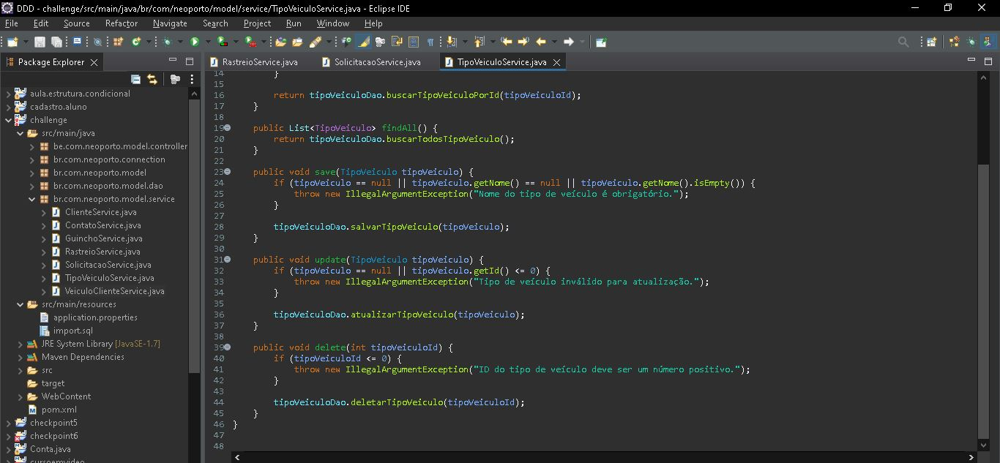 DDD - challenge/src/main/java/br/com/neoporto/model/service/TipoVeiculoService.java - Eclipse IDE
File Edit Source Refactor Navigate Search Project Run Window Help
Package Explorer
RastreioService.java SolicitacaoService.java TipoVeiculoService.java
aula.estrutura.condicional
cadastro.aluno
challenge
src/main/java
be.com.neoporto.model.controller
br.com.neoporto.connection
br.com.neoporto.model
br.com.neoporto.model.dao
br.com.neoporto.model.service
ClienteService.java
ContatoService.java
GuinchoService.java
RastreioService.java
SolicitacaoService.java
TipoVeiculoService.java
VeiculoClienteService.java
src/main/resources
application.properties
import.sql
JRE System Library [JavaSE-1.7]
Maven Dependencies
src
target
WebContent
pom.xml
checkpoint5
checkpoint6
Conta.java
cursoemvideo
14 }
15
16 return tipoVeiculoDao.buscarTipoVeiculoPorId(tipoVeiculoId);
17 }
18
19 public List<TipoVeiculo> findAll() {
20 return tipoVeiculoDao.buscarTodosTipoVeiculo();
21 }
22
23 public void save(TipoVeiculo tipoVeiculo) {
24 if (tipoVeiculo == null || tipoVeiculo.getNome() == null || tipoVeiculo.getNome().isEmpty()) {
25 throw new IllegalArgumentException("Nome do tipo de veículo é obrigatório.");
26 }
27
28 tipoVeiculoDao.salvarTipoVeiculo(tipoVeiculo);
29 }
30
31 public void update(TipoVeiculo tipoVeiculo) {
32 if (tipoVeiculo == null || tipoVeiculo.getId() <= 0) {
33 throw new IllegalArgumentException("Tipo de veículo inválido para atualização.");
34 }
35
36 tipoVeiculoDao.atualizarTipoVeiculo(tipoVeiculo);
37 }
38
39 public void delete(int tipoVeiculoId) {
40 if (tipoVeiculoId <= 0) {
41 throw new IllegalArgumentException("ID do tipo de veículo deve ser um número positivo.");
42 }
43
44 tipoVeiculoDao.deletarTipoVeiculo(tipoVeiculoId);
45 }
46 }
47
48